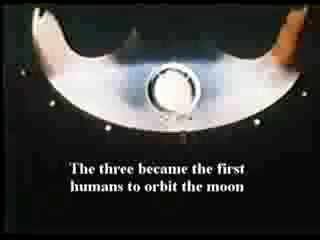 The three became the first
humans to orbit the moon